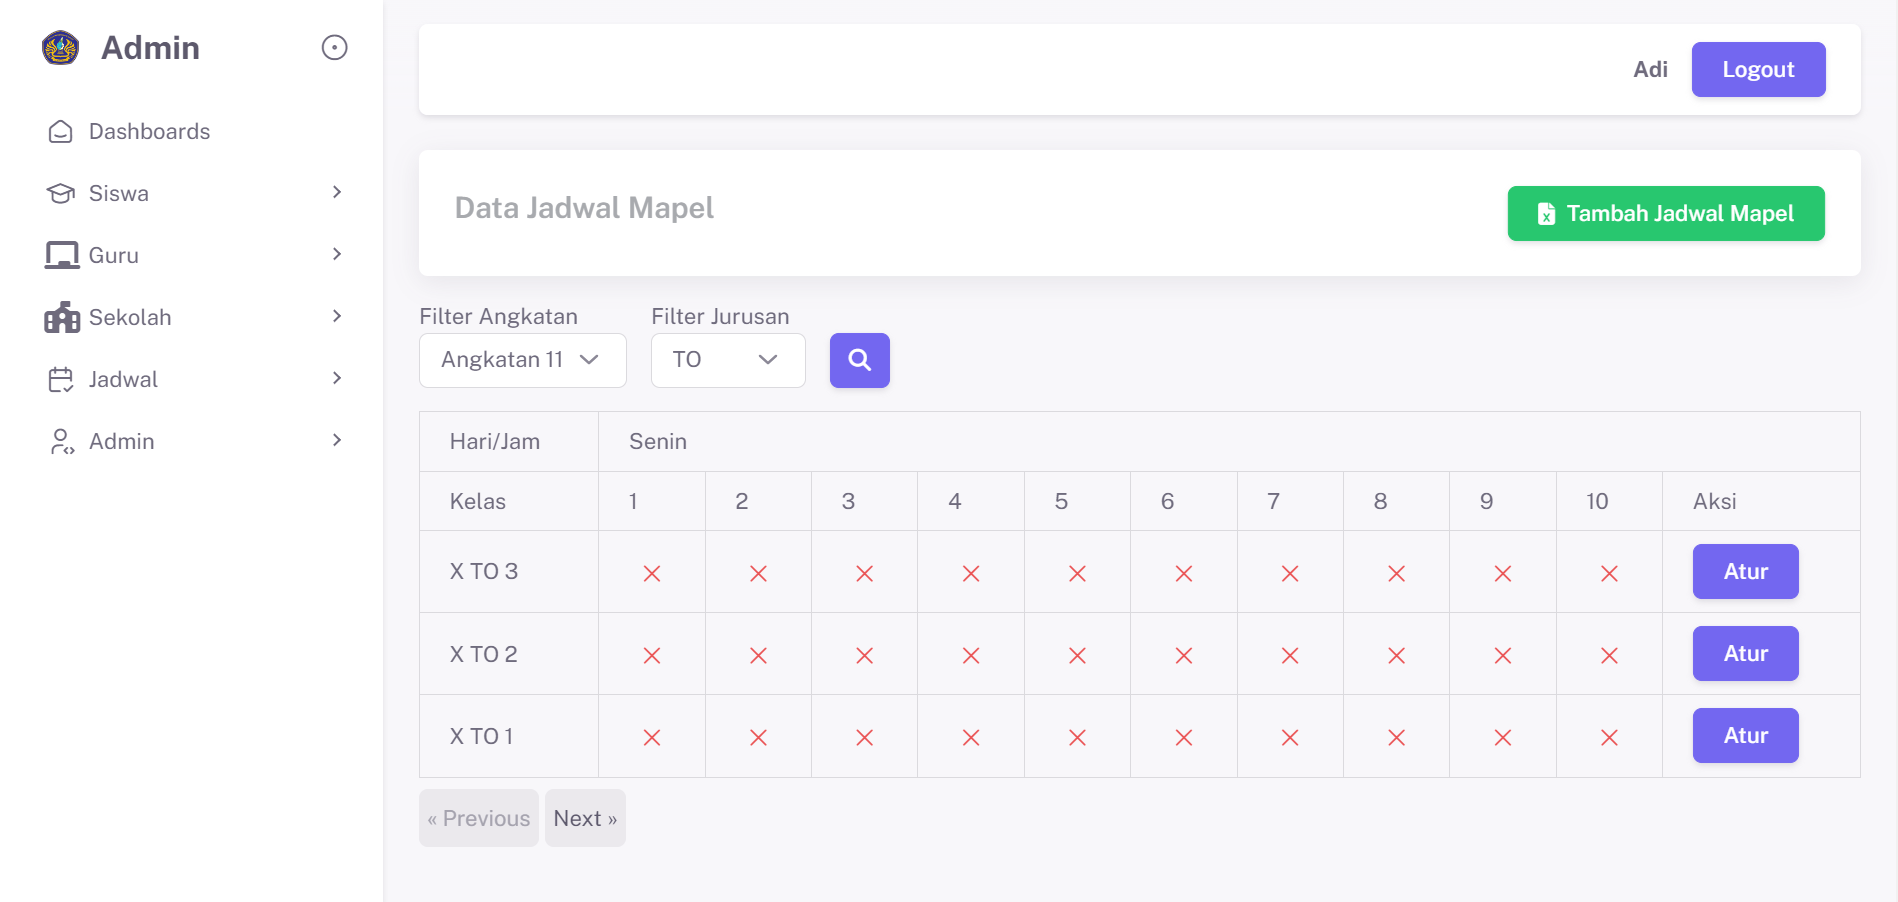 Admin
Dashboards
Siswa
Guru
Sekolah
Jadwal
Admin
Adi Logout
Data Jadwal Mapel
Tambah Jadwal Mapel
Filter Angkatan Filter Jurusan
Angkatan 11 TO
Hari/Jam Senin
Kelas 1 2 3 4 5 6 7 8 9 10 Aksi
X TO 3 Atur
X TO 2 Atur
X TO 1 Atur
« Previous Next »